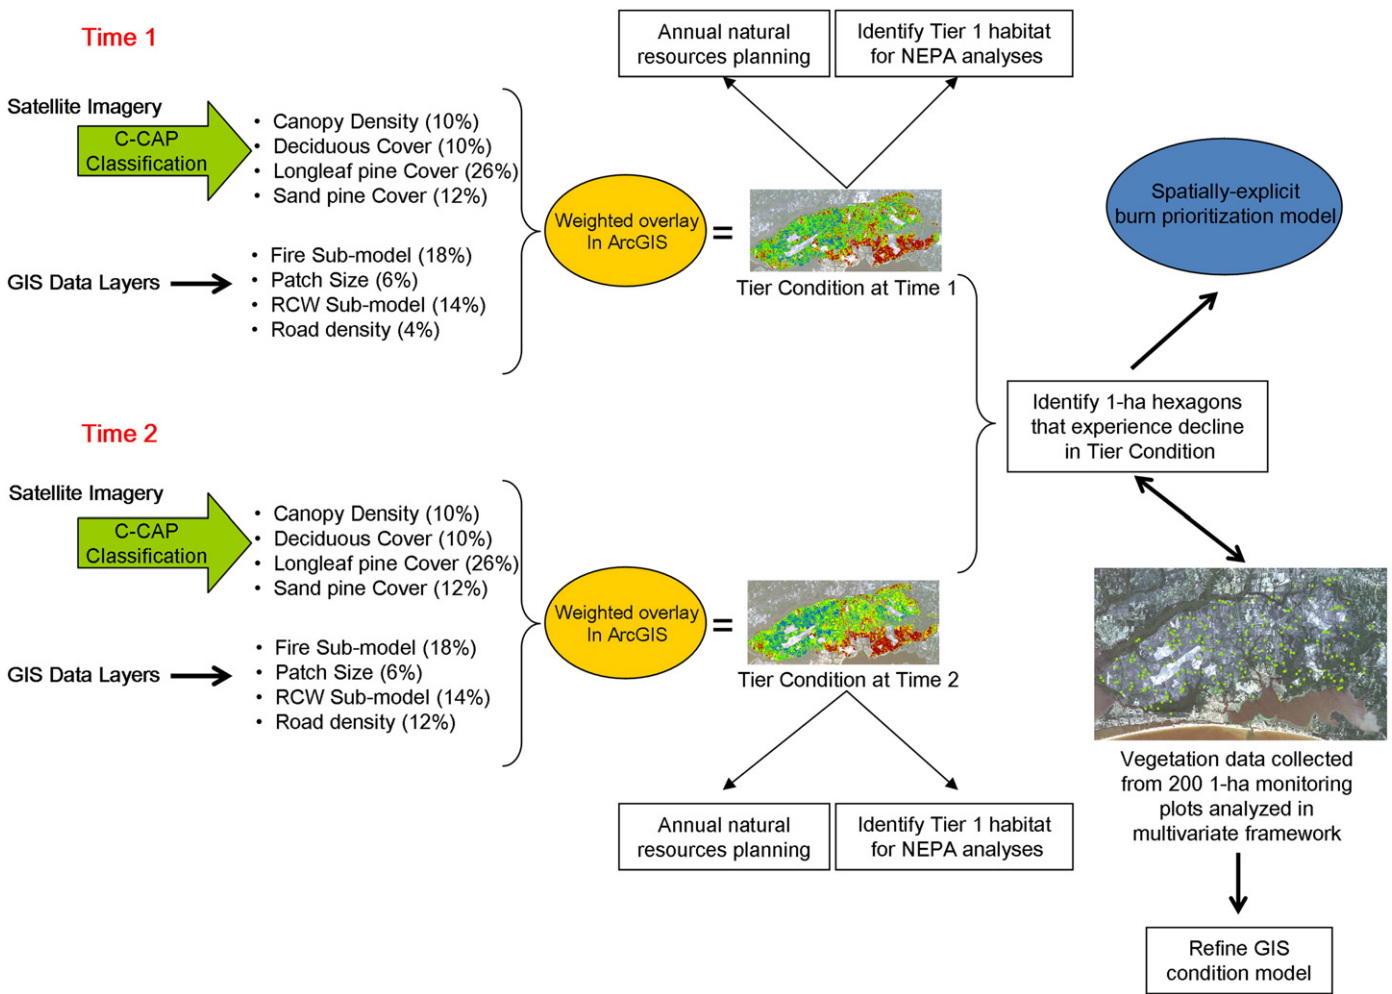 Time 1
Satellite Imagery
C-CAP
Classification
• Canopy Density (10%)
• Deciduous Cover (10%)
• Longleaf pine Cover (26%)
• Sand pine Cover (12%)
GIS Data Layers
• Fire Sub-model (18%)
• Patch Size (6%)
• RCW Sub-model (14%)
• Road density (4%)
Weighted overlay
In ArcGIS
=
Tier Condition at Time 1
Annual natural
resources planning
Identify Tier 1 habitat
for NEPA analyses
Time 2
Satellite Imagery
C-CAP
Classification
• Canopy Density (10%)
• Deciduous Cover (10%)
• Longleaf pine Cover (26%)
• Sand pine Cover (12%)
GIS Data Layers
• Fire Sub-model (18%)
• Patch Size (6%)
• RCW Sub-model (14%)
• Road density (12%)
Weighted overlay
In ArcGIS
=
Tier Condition at Time 2
Annual natural
resources planning
Identify Tier 1 habitat
for NEPA analyses
Spatially-explicit
burn prioritization model
Identify 1-ha hexagons
that experience decline
in Tier Condition
Vegetation data collected
from 200 1-ha monitoring
plots analyzed in
multivariate framework
Refine GIS
condition model